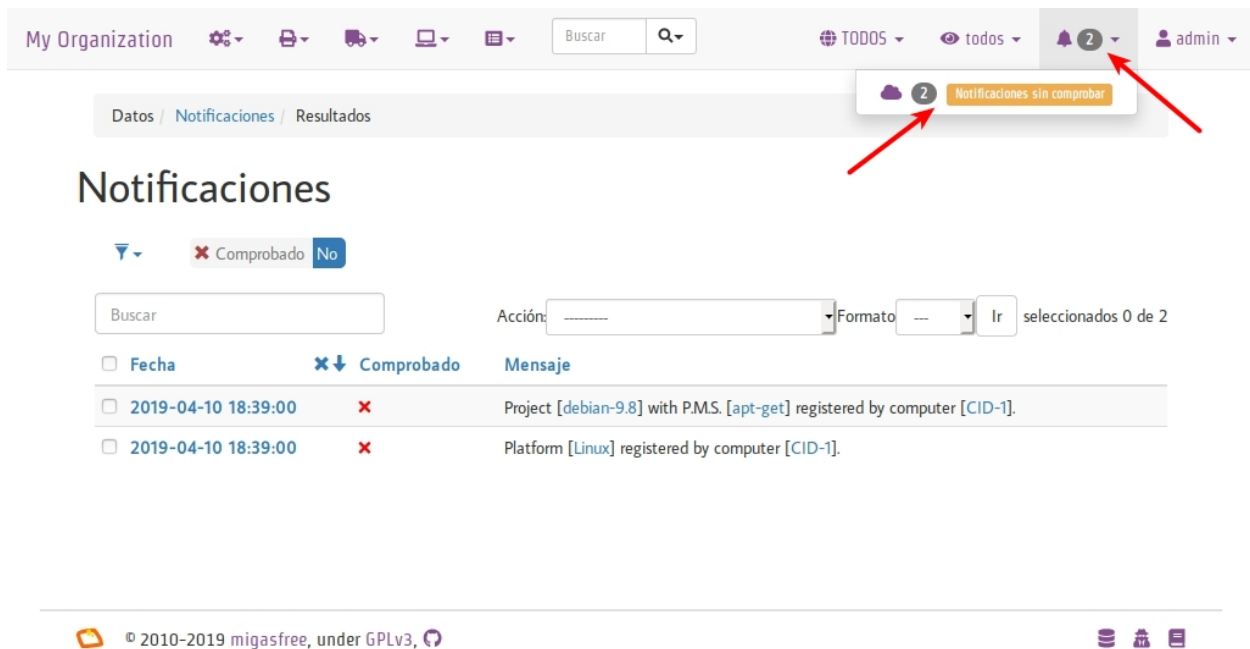 My Organization Buscar TODOS todos 2 admin
2 Notificaciones sin comprobar
Datos / Notificaciones / Resultados
Notificaciones
Comprobado No
Buscar Acción: --------- Formato --- Ir seleccionados 0 de 2
Fecha Comprobado Mensaje
2019-04-10 18:39:00 Project [debian-9.8] with P.M.S. [apt-get] registered by computer [CID-1].
2019-04-10 18:39:00 Platform [Linux] registered by computer [CID-1].
© 2010-2019 migasfree, under GPLv3,